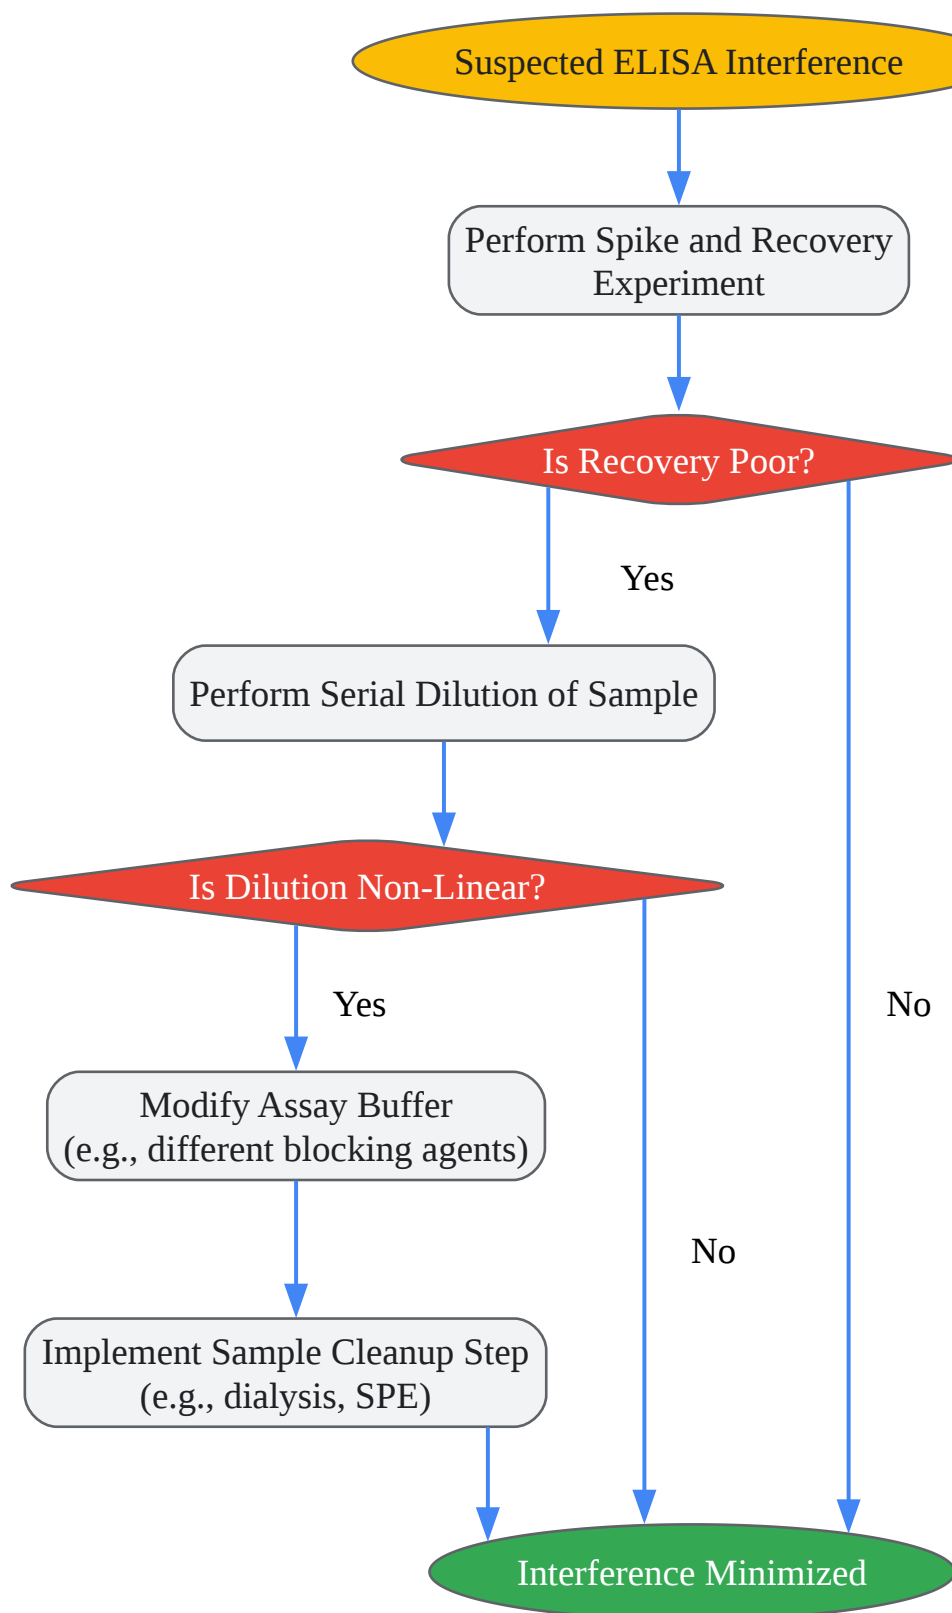 Suspected ELISA Interference
Perform Spike and Recovery
Experiment
Is Recovery Poor?
Yes
Perform Serial Dilution of Sample
Is Dilution Non-Linear?
Yes
No
Modify Assay Buffer
(e.g., different blocking agents)
No
Implement Sample Cleanup Step
(e.g., dialysis, SPE)
Interference Minimized